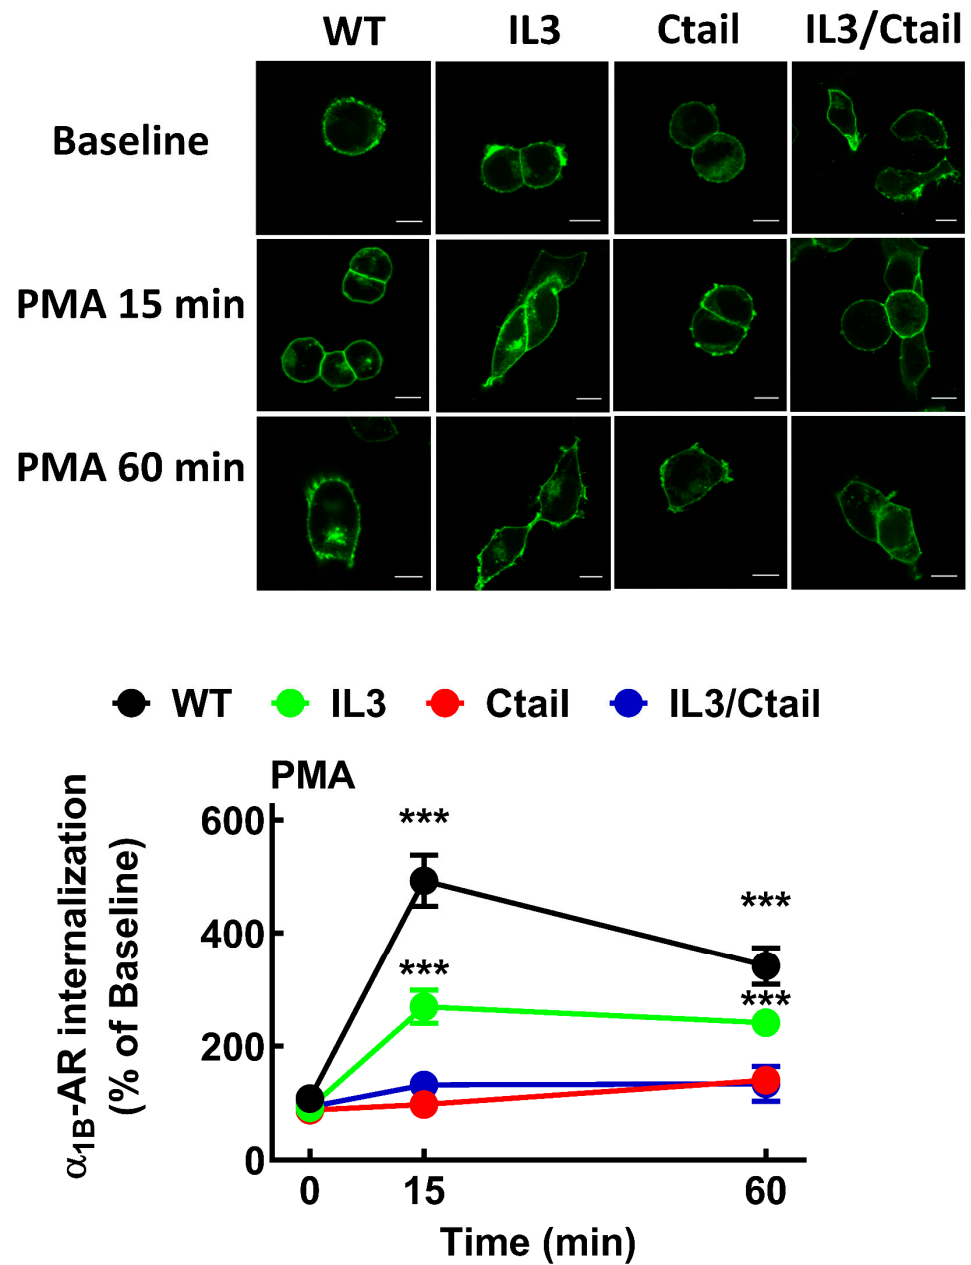 WT IL3 Ctail IL3/Ctail
Baseline
PMA 15 min
PMA 60 min
WT IL3 Ctail IL3/Ctail
PMA
α1B-AR internalization
(% of Baseline)
600
***
***
400
***
***
200
0
0 15 60
Time (min)